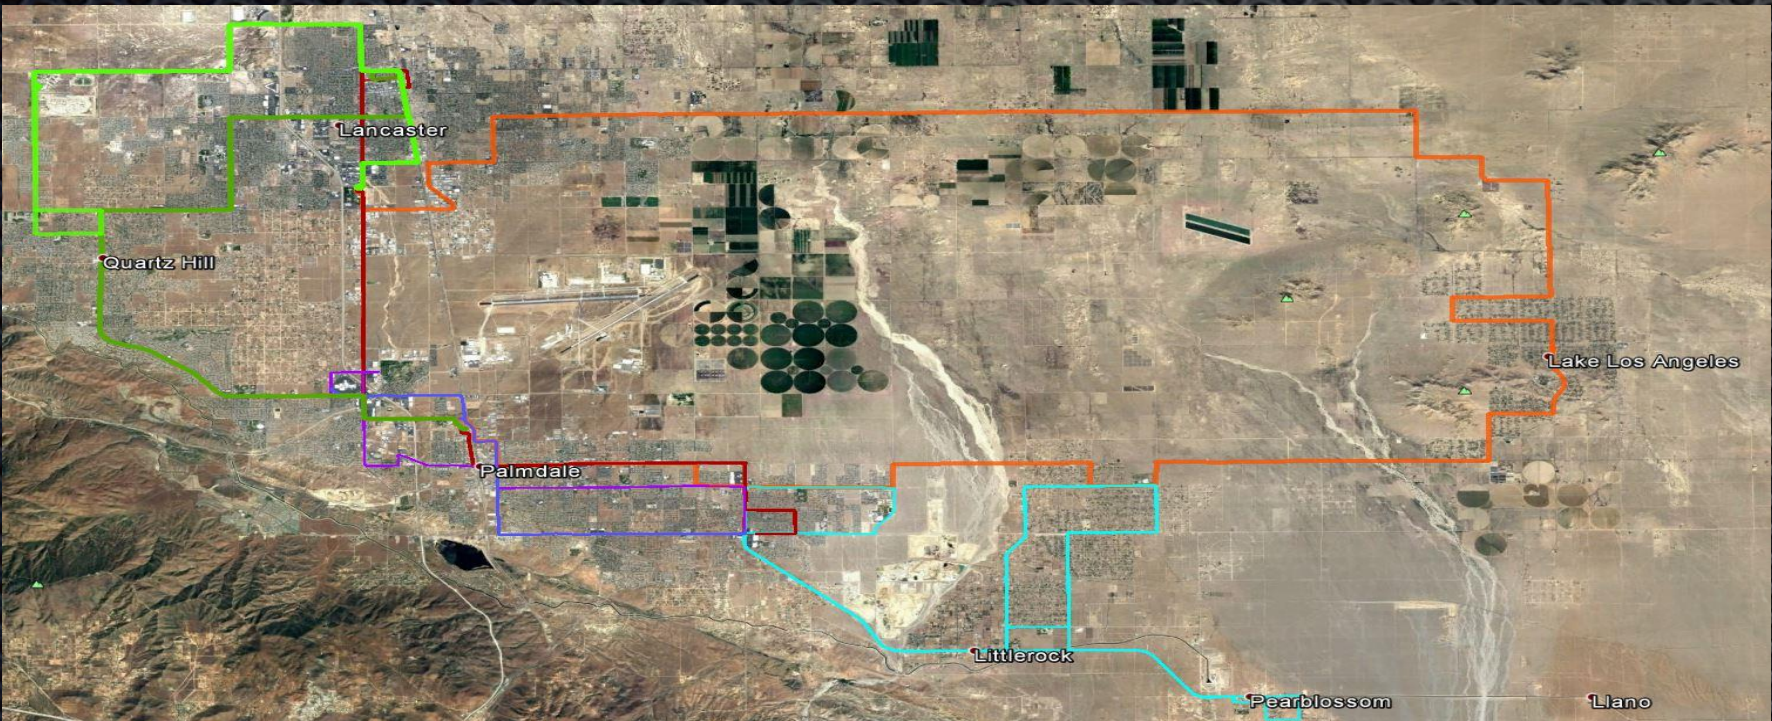 Lancaster
Quartz Hill
Lake Los Angeles
Palmdale
Littlerock
Pearblossom
Llano